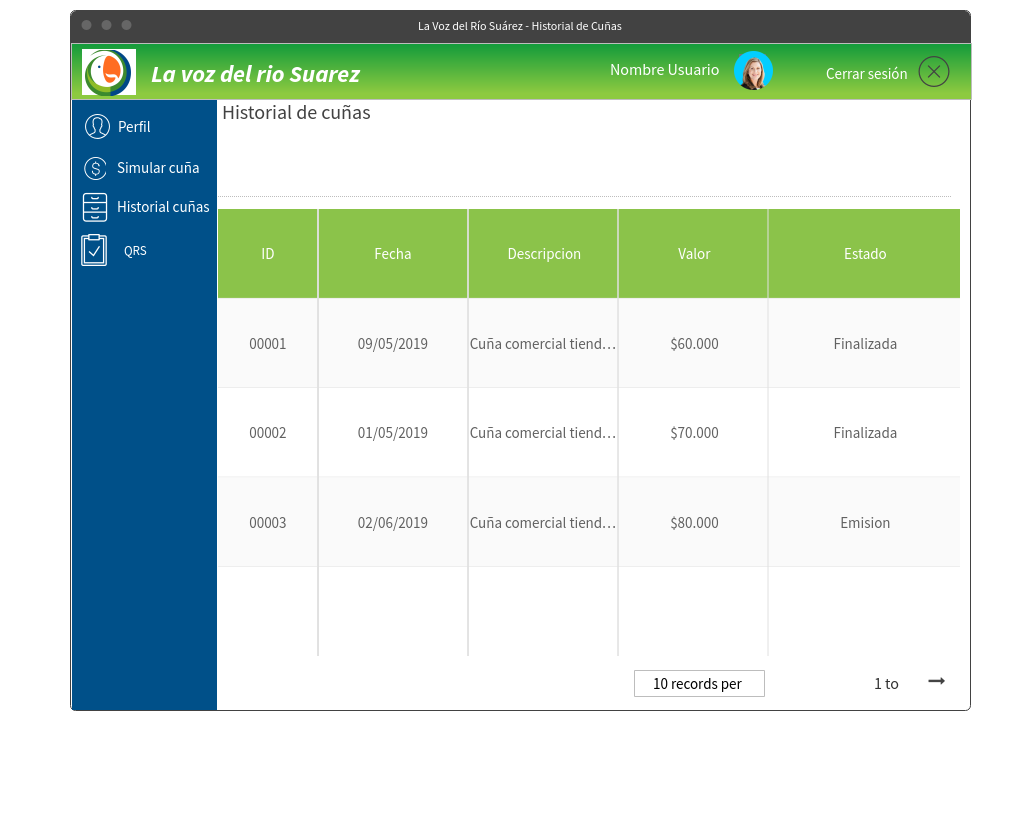 La Voz del Río Suárez - Historial de Cuñas
La voz del rio Suarez
Nombre Usuario
Cerrar sesión
Perfil
Simular cuña
Historial cuñas
QRS
Historial de cuñas
ID Fecha Descripcion Valor Estado
00001 09/05/2019 Cuña comercial tiend... $60.000 Finalizada
00002 01/05/2019 Cuña comercial tiend... $70.000 Finalizada
00003 02/06/2019 Cuña comercial tiend... $80.000 Emision
10 records per
1 to